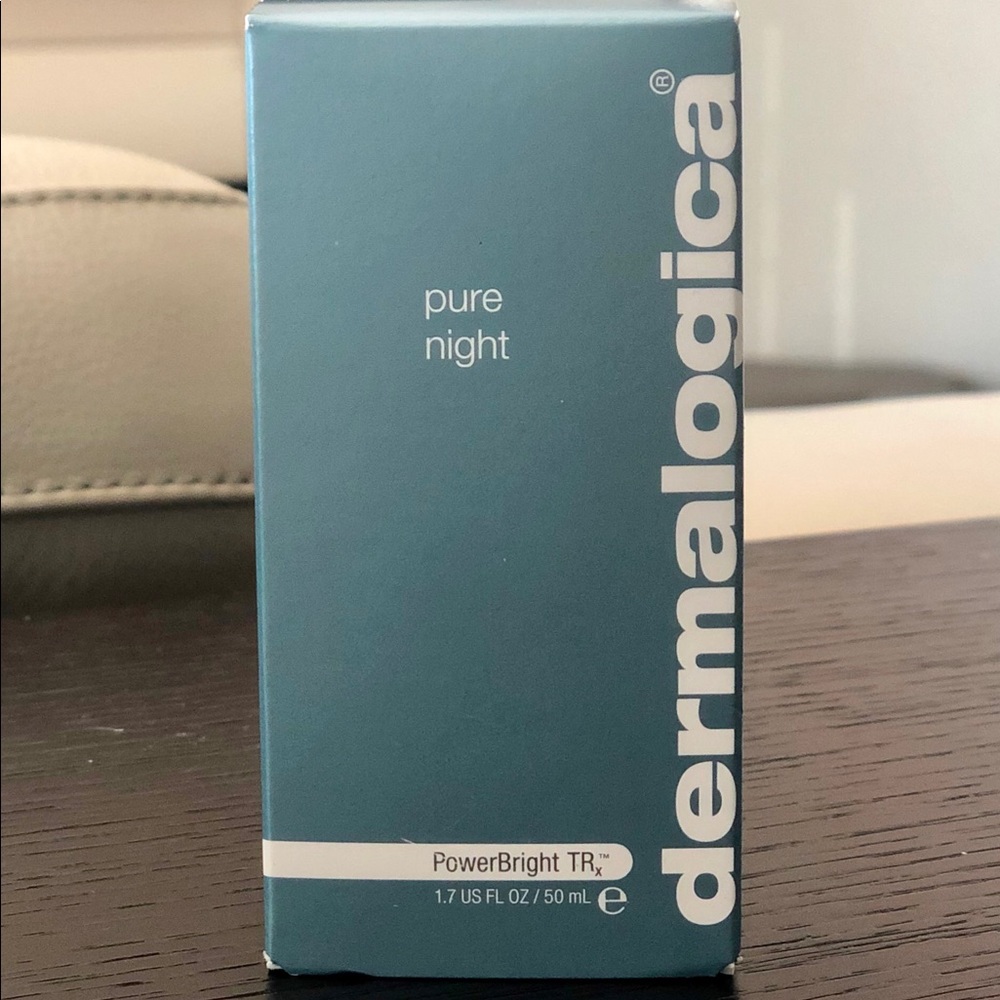 pure
night
PowerBright TRx™
1.7 US FL OZ / 50 mL ℮
dermalogica®